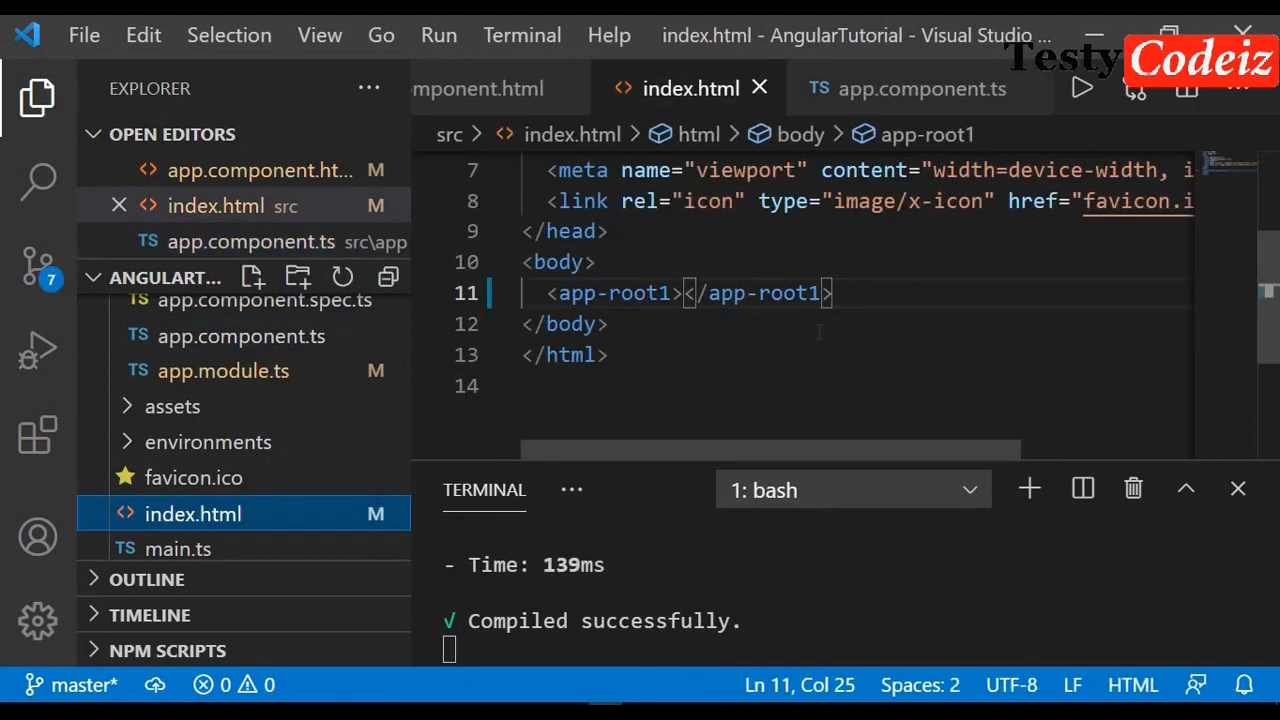 File Edit Selection View Go Run Terminal Help index.html - AngularTutorial - Visual Studio ...
Testy Codeiz
EXPLORER
omponent.html index.html app.component.ts
OPEN EDITORS
src > index.html > html > body > app-root1
app.component.ht... M
index.html src M
app.component.ts src\app
7
ANGULART...
app.component.spec.ts
app.component.ts
app.module.ts M
assets
environments
favicon.ico
index.html M
main.ts
OUTLINE
TIMELINE
NPM SCRIPTS
7 <meta name="viewport" content="width=device-width, i
8 <link rel="icon" type="image/x-icon" href="favicon.i
9 </head>
10 <body>
11 <app-root1></app-root1>
12 </body>
13 </html>
14
TERMINAL ... 1: bash
- Time: 139ms
√ Compiled successfully.
master* 0 0 Ln 11, Col 25 Spaces: 2 UTF-8 LF HTML